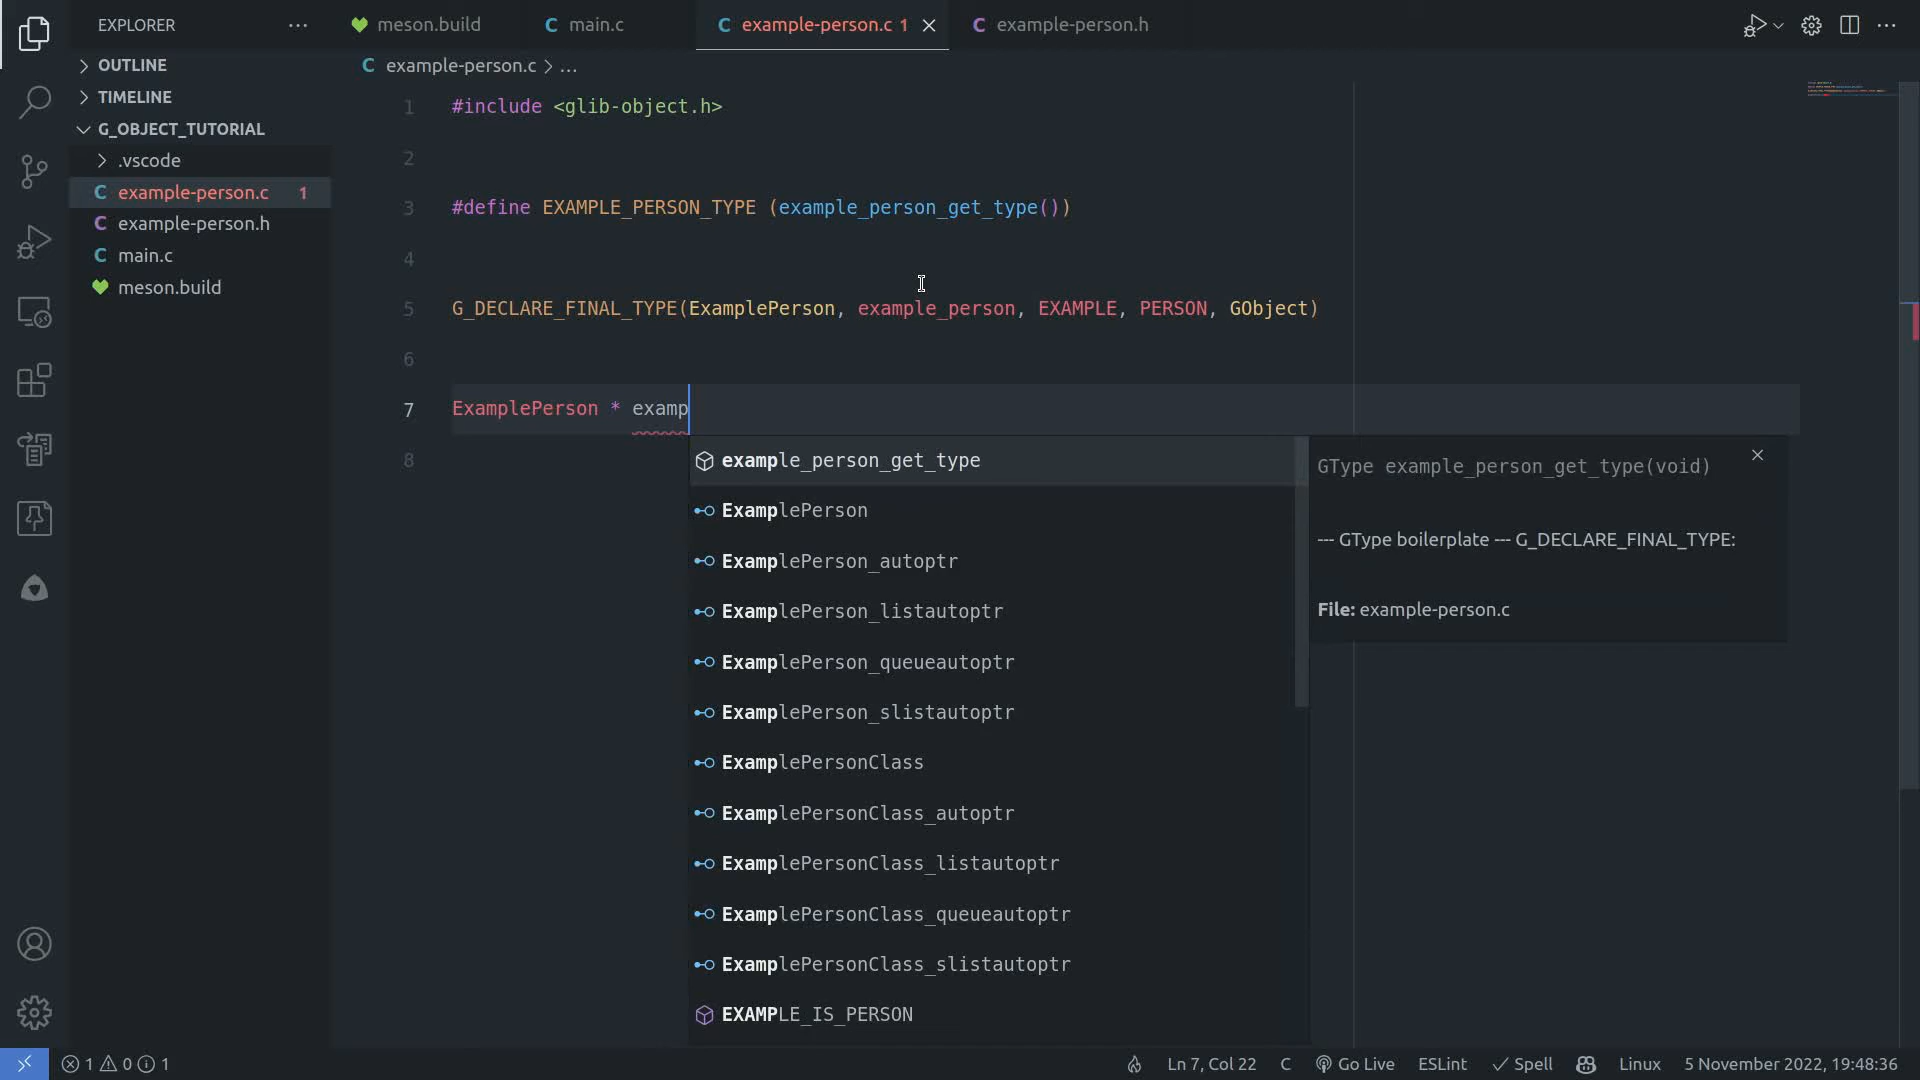 EXPLORER
meson.build
main.c
example-person.c 1
example-person.h
OUTLINE
TIMELINE
G_OBJECT_TUTORIAL
.vscode
example-person.c 1
example-person.h
main.c
meson.build
example-person.c > ...
1 #include <glib-object.h>
2
3 #define EXAMPLE_PERSON_TYPE (example_person_get_type())
4
5 G_DECLARE_FINAL_TYPE(ExamplePerson, example_person, EXAMPLE, PERSON, GObject)
6
7 ExamplePerson * examp
8
example_person_get_type
ExamplePerson
ExamplePerson_autoptr
ExamplePerson_listautoptr
ExamplePerson_queueautoptr
ExamplePerson_slistautoptr
ExamplePersonClass
ExamplePersonClass_autoptr
ExamplePersonClass_listautoptr
ExamplePersonClass_queueautoptr
ExamplePersonClass_slistautoptr
EXAMPLE_IS_PERSON
GType example_person_get_type(void)
--- GType boilerplate --- G_DECLARE_FINAL_TYPE:
File: example-person.c
1 0 1
Ln 7, Col 22
C
Go Live
ESLint
Spell
Linux
5 November 2022, 19:48:36